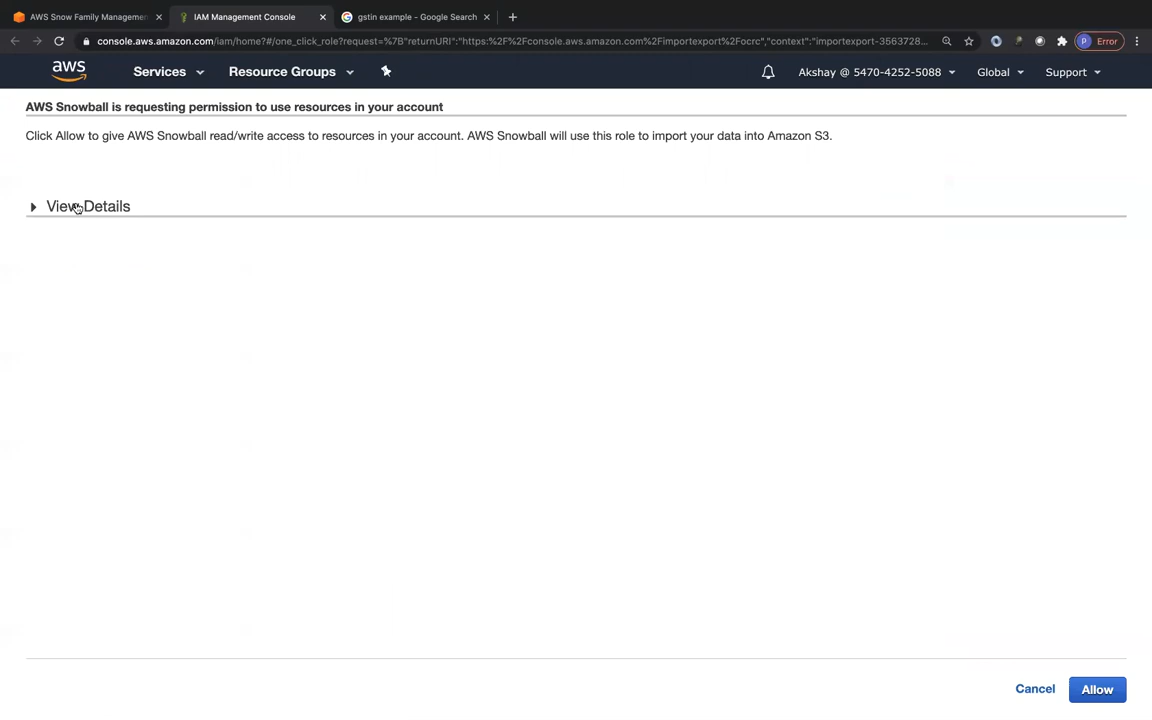 AWS Snow Family Managemen
IAM Management Console
gstin example - Google Search
console.aws.amazon.com/iam/home?#/one_click_role?request=%7B"returnURl":"https:%2F%2Fconsole.aws.amazon.com%2Fimportexport%2Fcrc","context":"importexport-3563728...
P Error
aws
Services
Resource Groups
Akshay @ 5470-4252-5088
Global
Support
AWS Snowball is requesting permission to use resources in your account
Click Allow to give AWS Snowball read/write access to resources in your account. AWS Snowball will use this role to import your data into Amazon S3.
View Details
Cancel
Allow